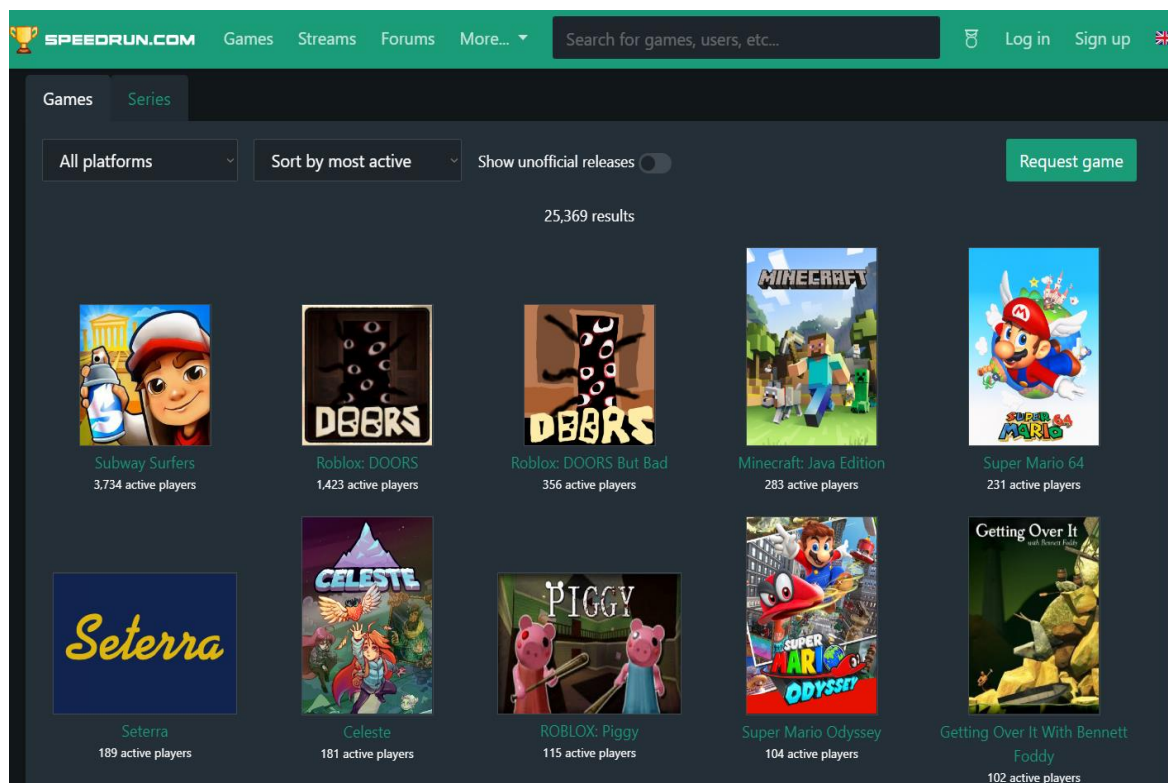 SPEEDRUN.COM Games Streams Forums More... Search for games, users, etc... Log in Sign up
Games Series
All platforms Sort by most active Show unofficial releases Request game
25,369 results
MINECRAFT
SUPER MARIO 64
DOORS DOORS
Subway Surfers Roblox: DOORS Roblox: DOORS But Bad Minecraft: Java Edition Super Mario 64
3,734 active players 1,423 active players 356 active players 283 active players 231 active players
Getting Over It
with Bennett Foddy
CELESTE
PIGGY
Seterra
SUPER MARIO ODYSSEY
Seterra Celeste ROBLOX: Piggy Super Mario Odyssey Getting Over It With Bennett
Foddy
189 active players 181 active players 115 active players 104 active players
102 active players